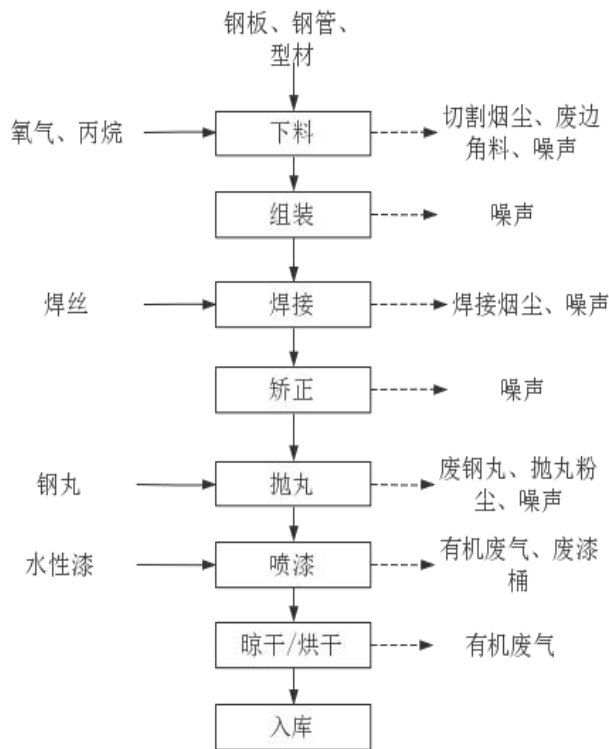 钢板、钢管、
型材
氧气、丙烷
下料
切割烟尘、废边
角料、噪声
组装
噪声
焊丝
焊接
焊接烟尘、噪声
矫正
噪声
钢丸
抛丸
废钢丸、抛丸粉
尘、噪声
水性漆
喷漆
有机废气、废漆
桶
晾干/烘干
有机废气
入库